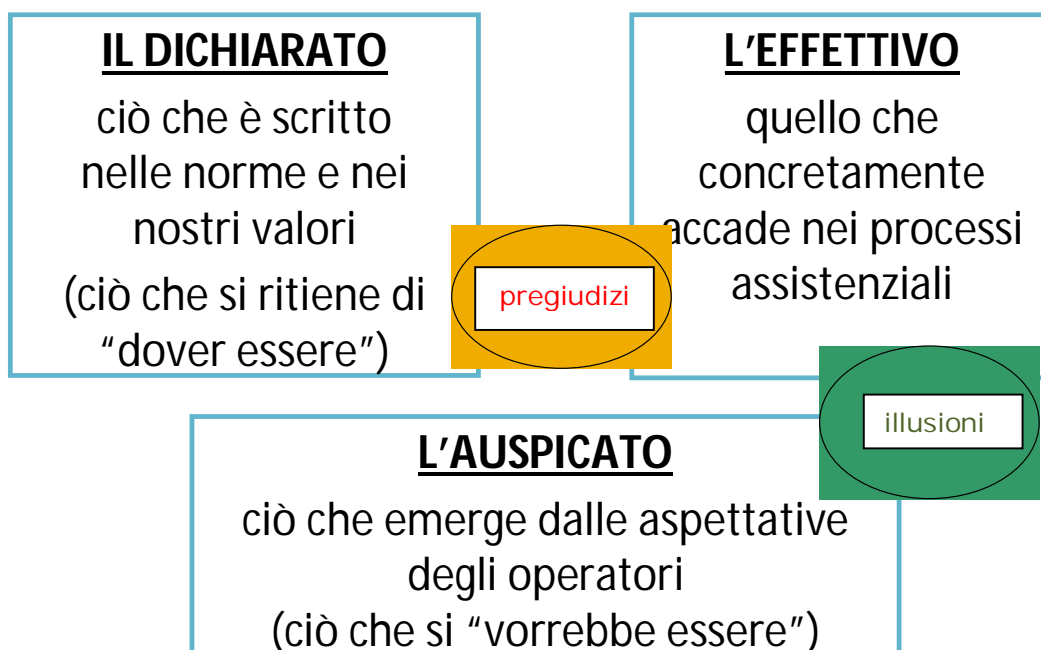 IL DICHIARATO
ciò che è scritto
nelle norme e nei
nostri valori
(ciò che si ritiene di
“dover essere”)
pregiudizi
L’EFFETTIVO
quello che
concretamente
accade nei processi
assistenziali
illusioni
L’AUSPICATO
ciò che emerge dalle aspettative
degli operatori
(ciò che si “vorrebbe essere”)